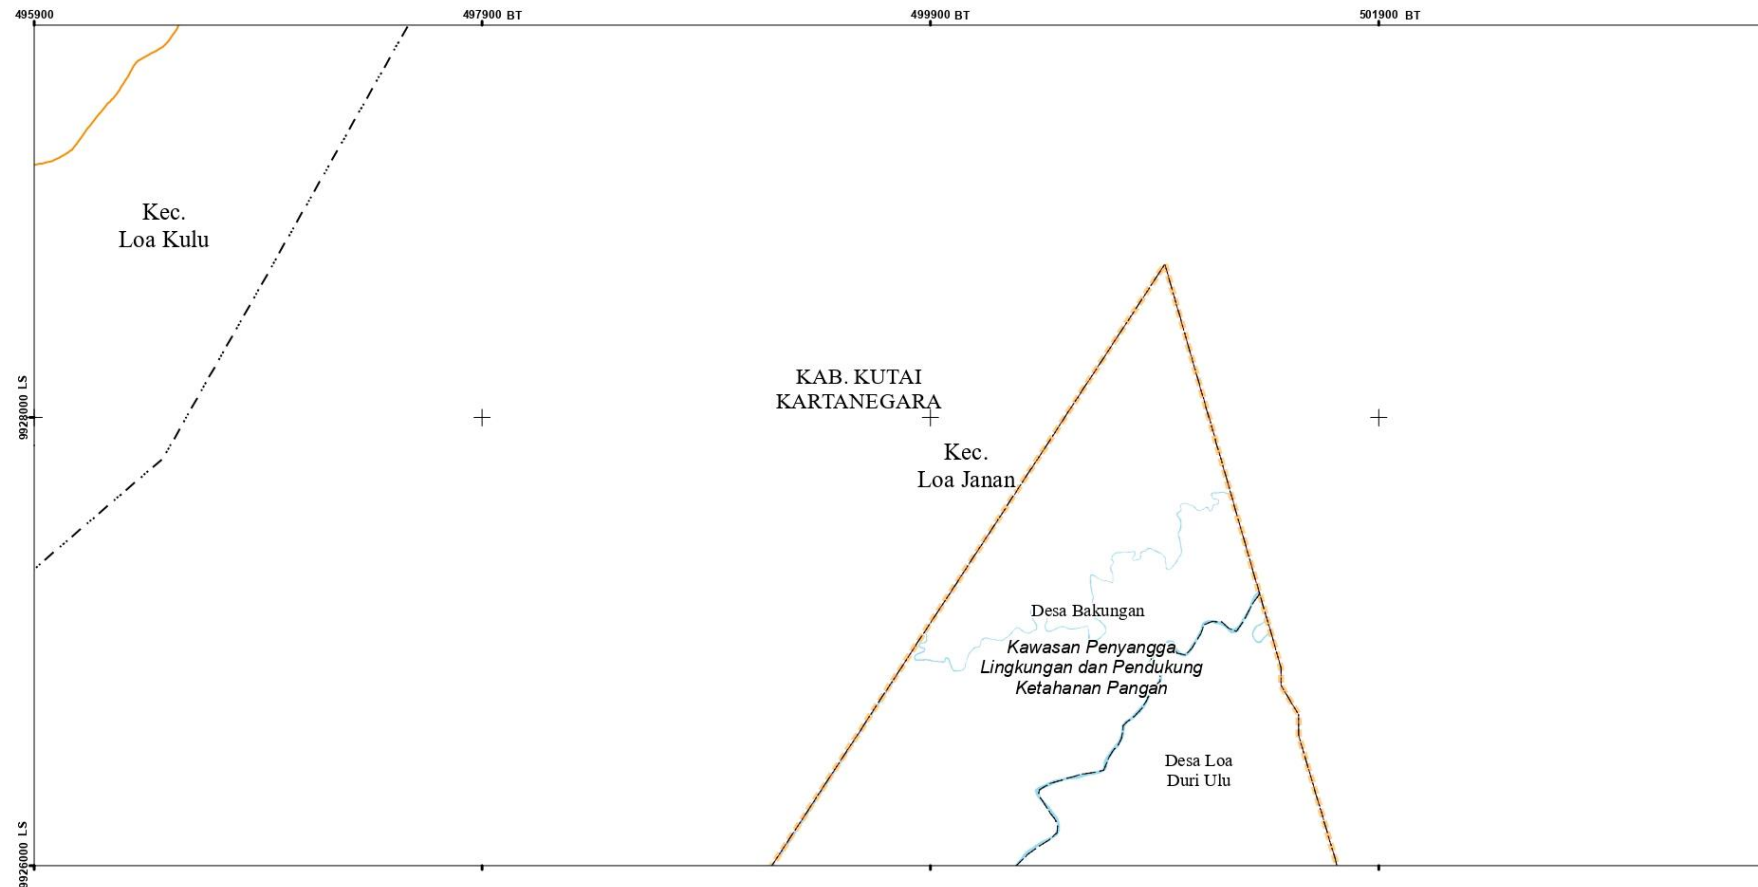 495900
497900 BT
499900 BT
501900 BT
Kec.
Loa Kulu
KAB. KUTAI
KARTANEGARA
9928000 LS
Kec.
Loa Janan
Desa Bakungan
Kawasan Penyangga
Lingkungan dan Pendukung
Ketahanan Pangan
Desa Loa
Duri Ulu
9926000 LS